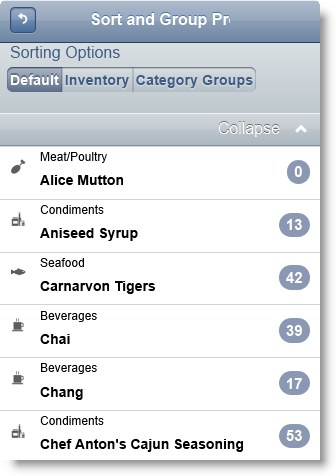 Sort and Group Pr
Sorting Options
Default Inventory Category Groups
Collapse
Meat/Poultry
Alice Mutton 0
Condiments
Aniseed Syrup 13
Seafood
Carnarvon Tigers 42
Beverages
Chai 39
Beverages
Chang 17
Condiments
Chef Anton's Cajun Seasoning 53